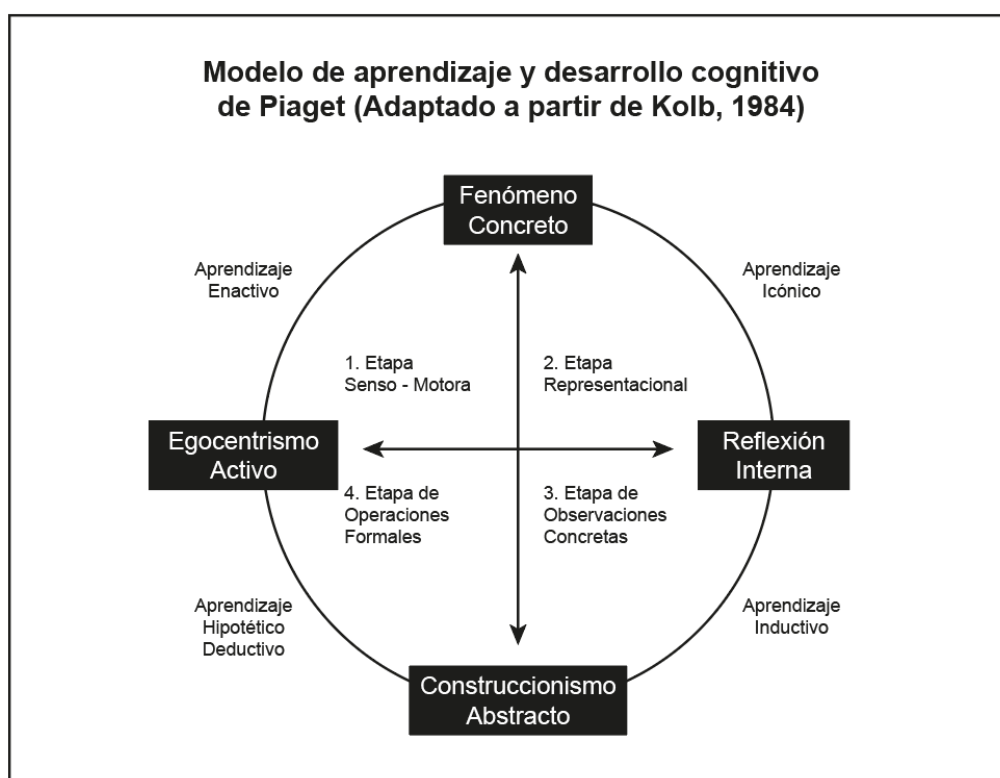 Modelo de aprendizaje y desarrollo cognitivo
de Piaget (Adaptado a partir de Kolb, 1984)
Fenómeno
Concreto
Aprendizaje
Enactivo
Aprendizaje
Icónico
1. Etapa
Senso - Motora
2. Etapa
Representacional
Egocentrismo
Activo
Reflexión
Interna
4. Etapa de
Operaciones
Formales
3. Etapa de
Observaciones
Concretas
Aprendizaje
Hipotético
Deductivo
Aprendizaje
Inductivo
Construccionismo
Abstracto